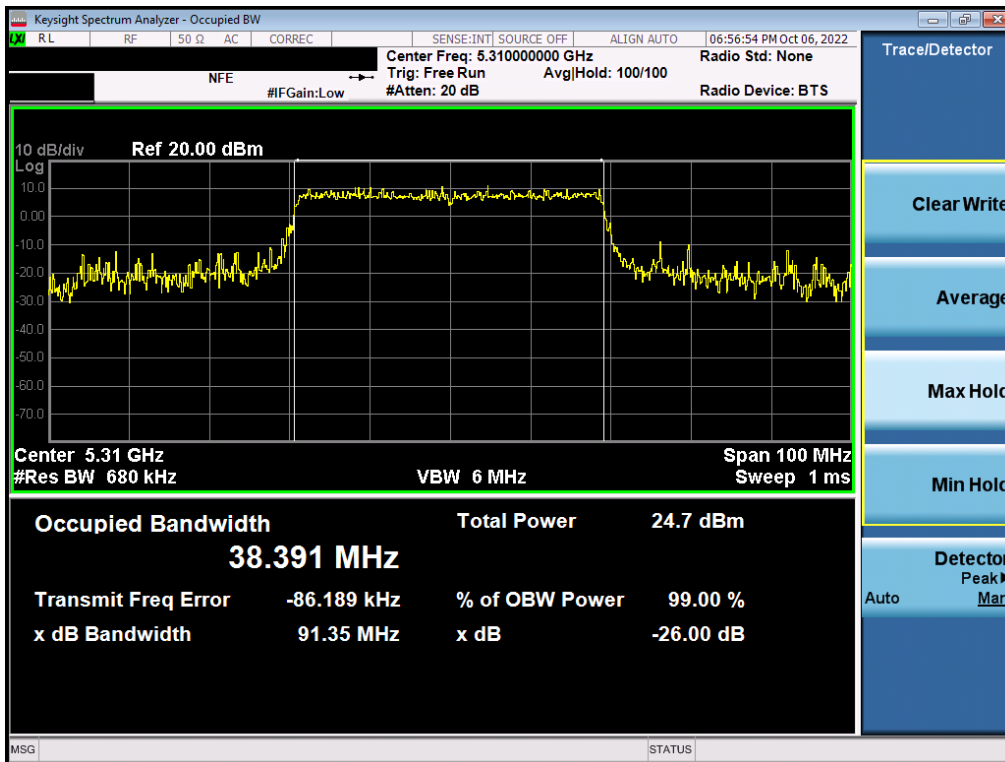 Keysight Spectrum Analyzer - Occupied BW
LXI RL RF 50 Ω AC CORREC SENSE:INT SOURCE OFF ALIGN AUTO 06:56:54 PM Oct 06, 2022
Trace/Detector
Center Freq: 5.310000000 GHz Radio Std: None
NFE Trig: Free Run Avg|Hold: 100/100
#IFGain:Low #Atten: 20 dB Radio Device: BTS
10 dB/div Ref 20.00 dBm
Log
10.0
0.00
-10.0
-20.0
-30.0
-40.0
-50.0
-60.0
-70.0
Center 5.31 GHz Span 100 MHz
#Res BW 680 kHz VBW 6 MHz Sweep 1 ms
Occupied Bandwidth Total Power 24.7 dBm
38.391 MHz
Transmit Freq Error -86.189 kHz % of OBW Power 99.00 %
x dB Bandwidth 91.35 MHz x dB -26.00 dB
Clear Write
Average
Max Hold
Min Hold
Detector
Peak
Auto Man
MSG STATUS